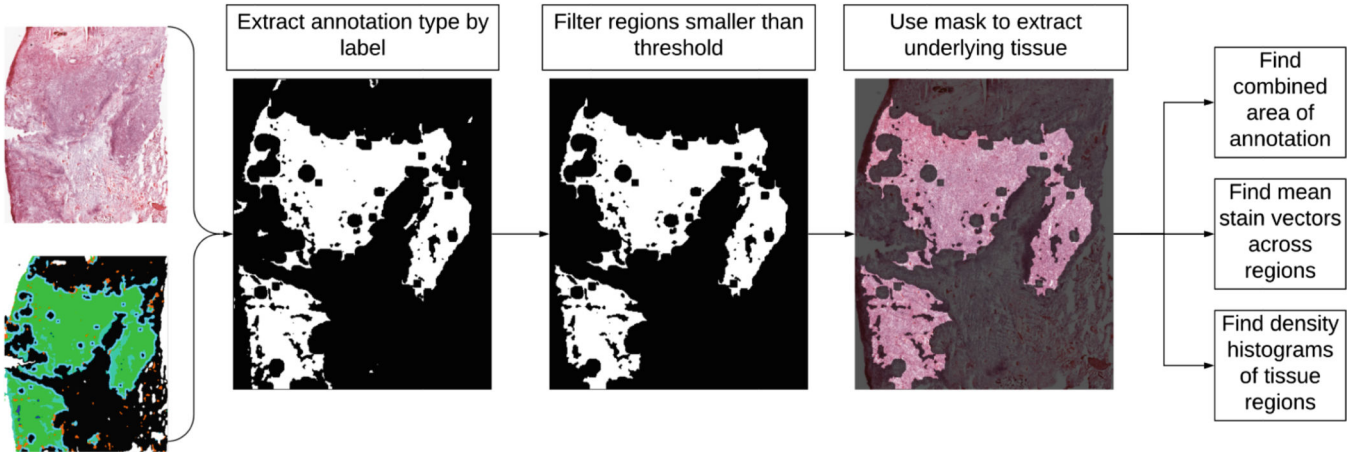 Extract annotation type by
label
Filter regions smaller than
threshold
Use mask to extract
underlying tissue
Find
combined
area of
annotation
Find mean
stain vectors
across
regions
Find density
histograms
of tissue
regions